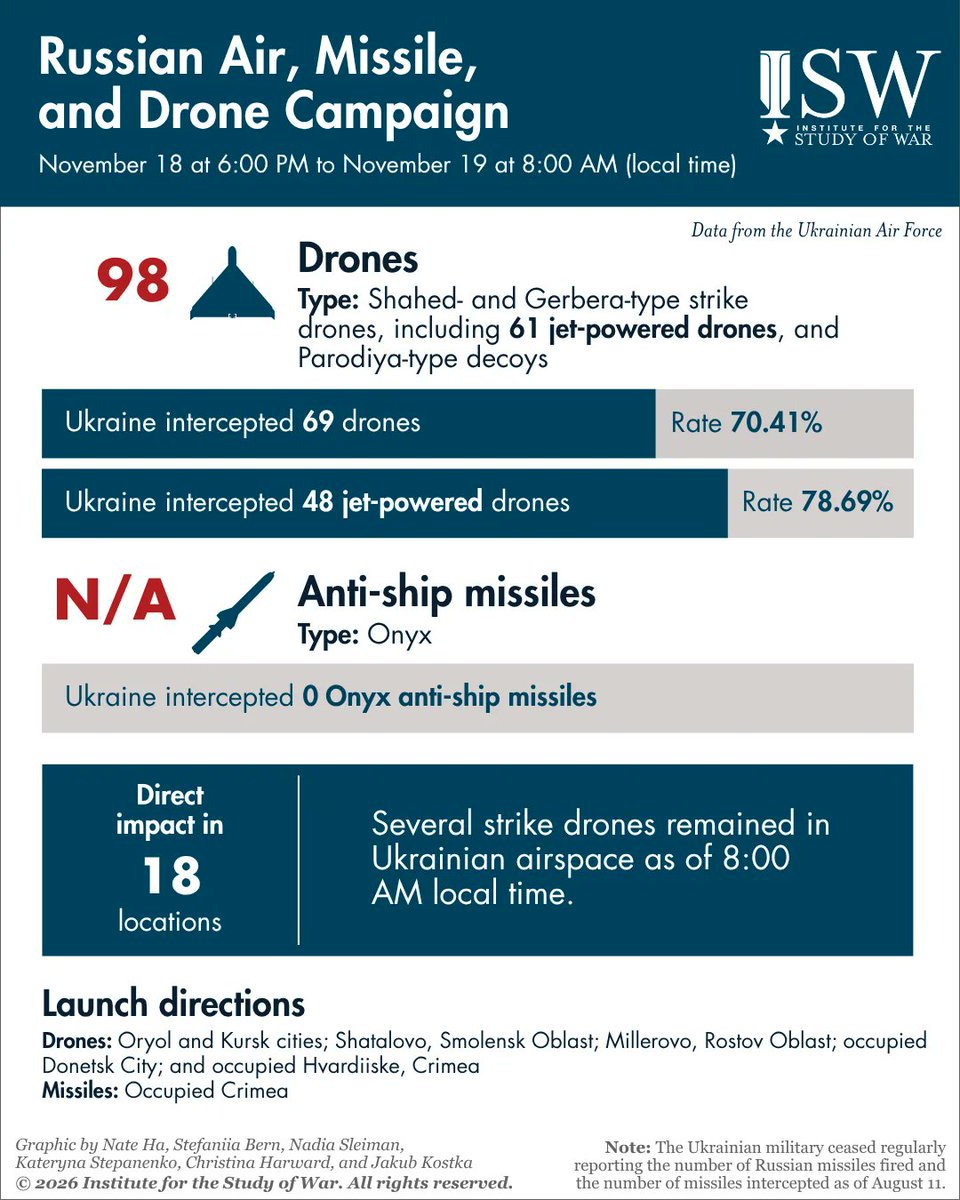 Russian Air, Missile,
and Drone Campaign
November 18 at 6:00 PM to November 19 at 8:00 AM (local time)
ISW
INSTITUTE FOR THE
STUDY OF WAR
Data from the Ukrainian Air Force
98
Drones
Type: Shahed- and Gerbera-type strike
drones, including 61 jet-powered drones, and
Parodiya-type decoys
Ukraine intercepted 69 drones
Rate 70.41%
Ukraine intercepted 48 jet-powered drones
Rate 78.69%
N/A
Anti-ship missiles
Type: Onyx
Ukraine intercepted 0 Onyx anti-ship missiles
Direct
impact in
18
locations
Several strike drones remained in
Ukrainian airspace as of 8:00
AM local time.
Launch directions
Drones: Oryol and Kursk cities; Shatalovo, Smolensk Oblast; Millerovo, Rostov Oblast; occupied
Donetsk City; and occupied Hvardiiske, Crimea
Missiles: Occupied Crimea
Graphic by Nate Ha, Stefaniia Bern, Nadia Sleiman,
Kateryna Stepanenko, Christina Harward, and Jakub Kostka
© 2026 Institute for the Study of War. All rights reserved.
Note: The Ukrainian military ceased regularly
reporting the number of Russian missiles fired and
the number of missiles intercepted as of August 11.